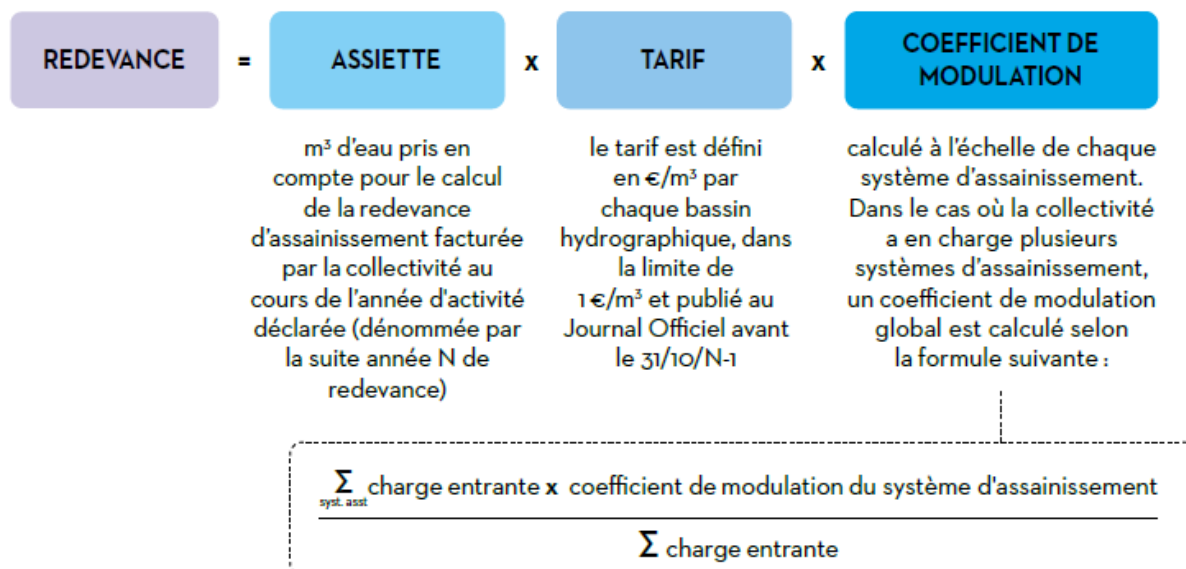 REDEVANCE = ASSIETTE x TARIF x COEFFICIENT DE
MODULATION
m³ d'eau pris en
compte pour le calcul
de la redevance
d'assainissement facturée
par la collectivité au
cours de l'année d'activité
déclarée (dénommée par
la suite année N de
redevance)
le tarif est défini
en €/m³ par
chaque bassin
hydrographique, dans
la limite de
1 €/m³ et publié au
Journal Officiel avant
le 31/10/N-1
calculé à l'échelle de chaque
système d'assainissement.
Dans le cas où la collectivité
a en charge plusieurs
systèmes d'assainissement,
un coefficient de modulation
global est calculé selon
la formule suivante :
Σ charge entrante x coefficient de modulation du système d'assainissement
syst. asst
Σ charge entrante